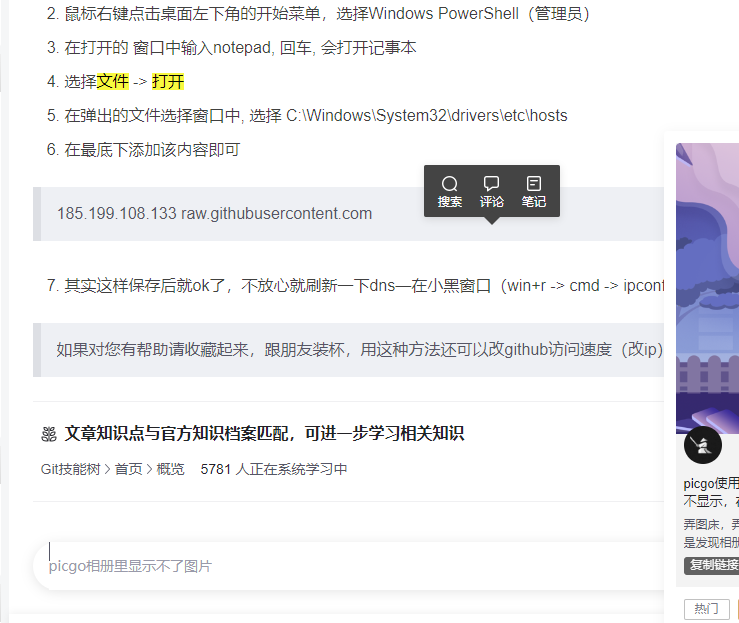 2. 鼠标右键点击桌面左下角的开始菜单，选择Windows PowerShell（管理员）
3. 在打开的 窗口中输入notepad, 回车, 会打开记事本
4. 选择文件 -> 打开
5. 在弹出的文件选择窗口中, 选择 C:\Windows\System32\drivers\etc\hosts
6. 在最底下添加该内容即可
搜索 评论 笔记
185.199.108.133 raw.githubusercontent.com
7. 其实这样保存后就ok了，不放心就刷新一下dns—在小黑窗口（win+r -> cmd -> ipconf
如果对您有帮助请收藏起来，跟朋友装杯，用这种方法还可以改github访问速度（改ip）
文章知识点与官方知识档案匹配，可进一步学习相关知识
Git技能树 > 首页 > 概览 5781 人正在系统学习中
picgo相册里显示不了图片
picgo使用
不显示，
弄图床，
是发现相册
复制链接
热门